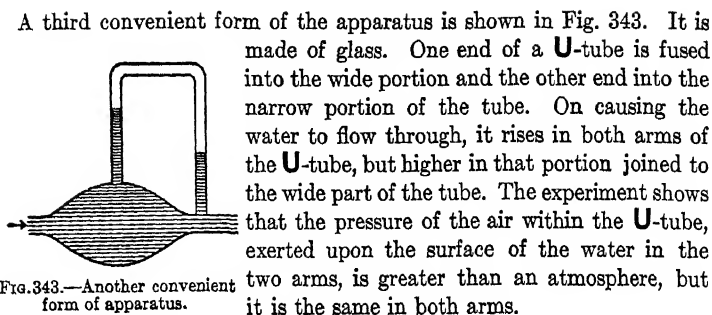 A third convenient form of the apparatus is shown in Fig. 343. It is
made of glass. One end of a U-tube is fused
into the wide portion and the other end into the
narrow portion of the tube. On causing the
water to flow through, it rises in both arms of
the U-tube, but higher in that portion joined to
the wide part of the tube. The experiment shows
that the pressure of the air within the U-tube,
exerted upon the surface of the water in the
two arms, is greater than an atmosphere, but
it is the same in both arms.
FIG.343.—Another convenient
form of apparatus.